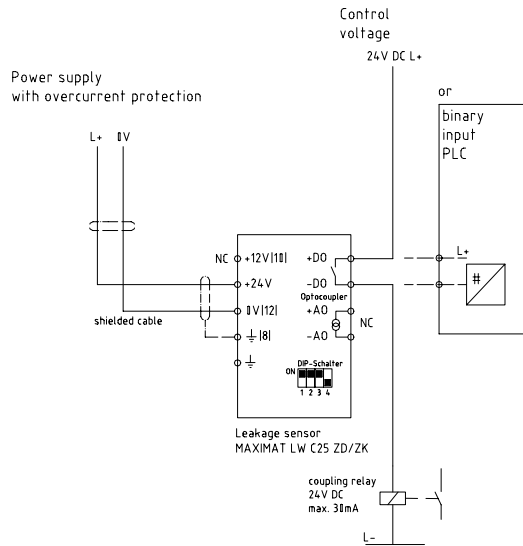 Control
voltage
24V DC L+
Power supply
with overcurrent protection
or
binary
input
PLC
L+ 0V
NC +12V|10| +DO
L+
+24V -DO
#
Optocoupler
0V|12| +AO
shielded cable
NC
|8| -AO
DIP-Schalter
ON
1 2 3 4
Leakage sensor
MAXIMAT LW C25 ZD/ZK
coupling relay
24V DC
max. 30mA
L-